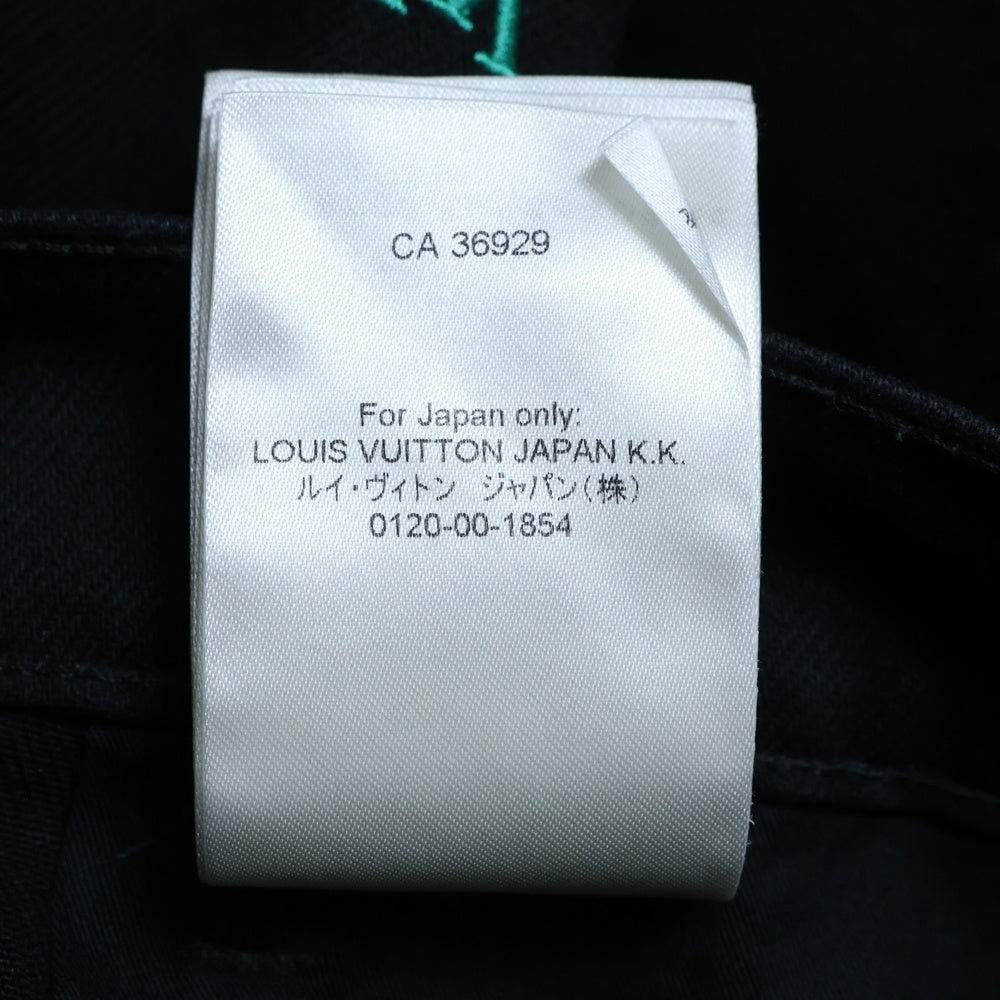 CA 36929
For Japan only:
LOUIS VUITTON JAPAN K.K.
ルイ・ヴィトン ジャパン(株)
0120-00-1854